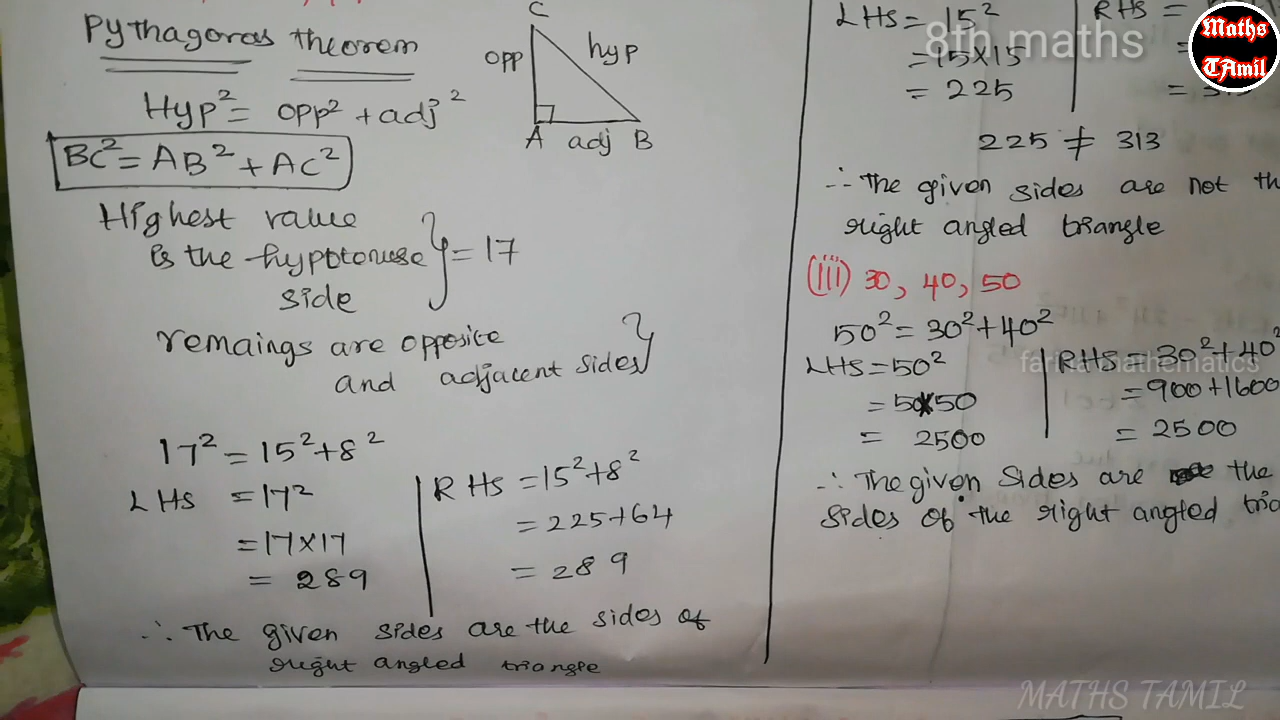 Pythagoras theorem
Hyp² = opp² + adj²
BC² = AB² + AC²
C
opp
hyp
A adj B
Highest value
is the hyptotenuse } = 17
side
remaings are opposite
and adjacent sides }
17² = 15² + 8²
LHS = 17²
= 17×17
= 289
RHS = 15² + 8²
= 225 + 64
= 289
∴ The given sides are the sides of
right angled triangle
LHS = 15²
= 15×15
= 225
RHS =
=
=
225 ≠ 313
∴ The given sides are not th
right angled triangle
(iii) 30, 40, 50
50² = 30² + 40²
LHS = 50²
= 50×50
= 2500
RHS = 30² + 40²
= 900 + 1600
= 2500
∴ The given sides are the
sides of the right angled tria
8th maths
Maths
TAmil
mathematics
MATHS TAMIL